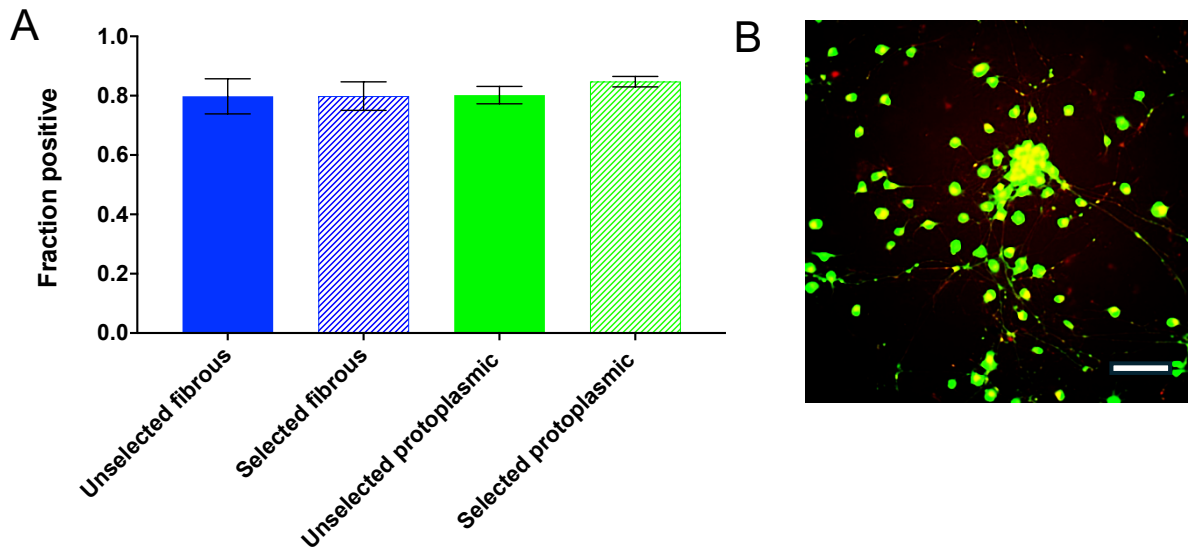 A
B
Fraction positive
1.0
0.8
0.6
0.4
0.2
0.0
Unselected fibrous
Selected fibrous
Unselected protoplasmic
Selected protoplasmic